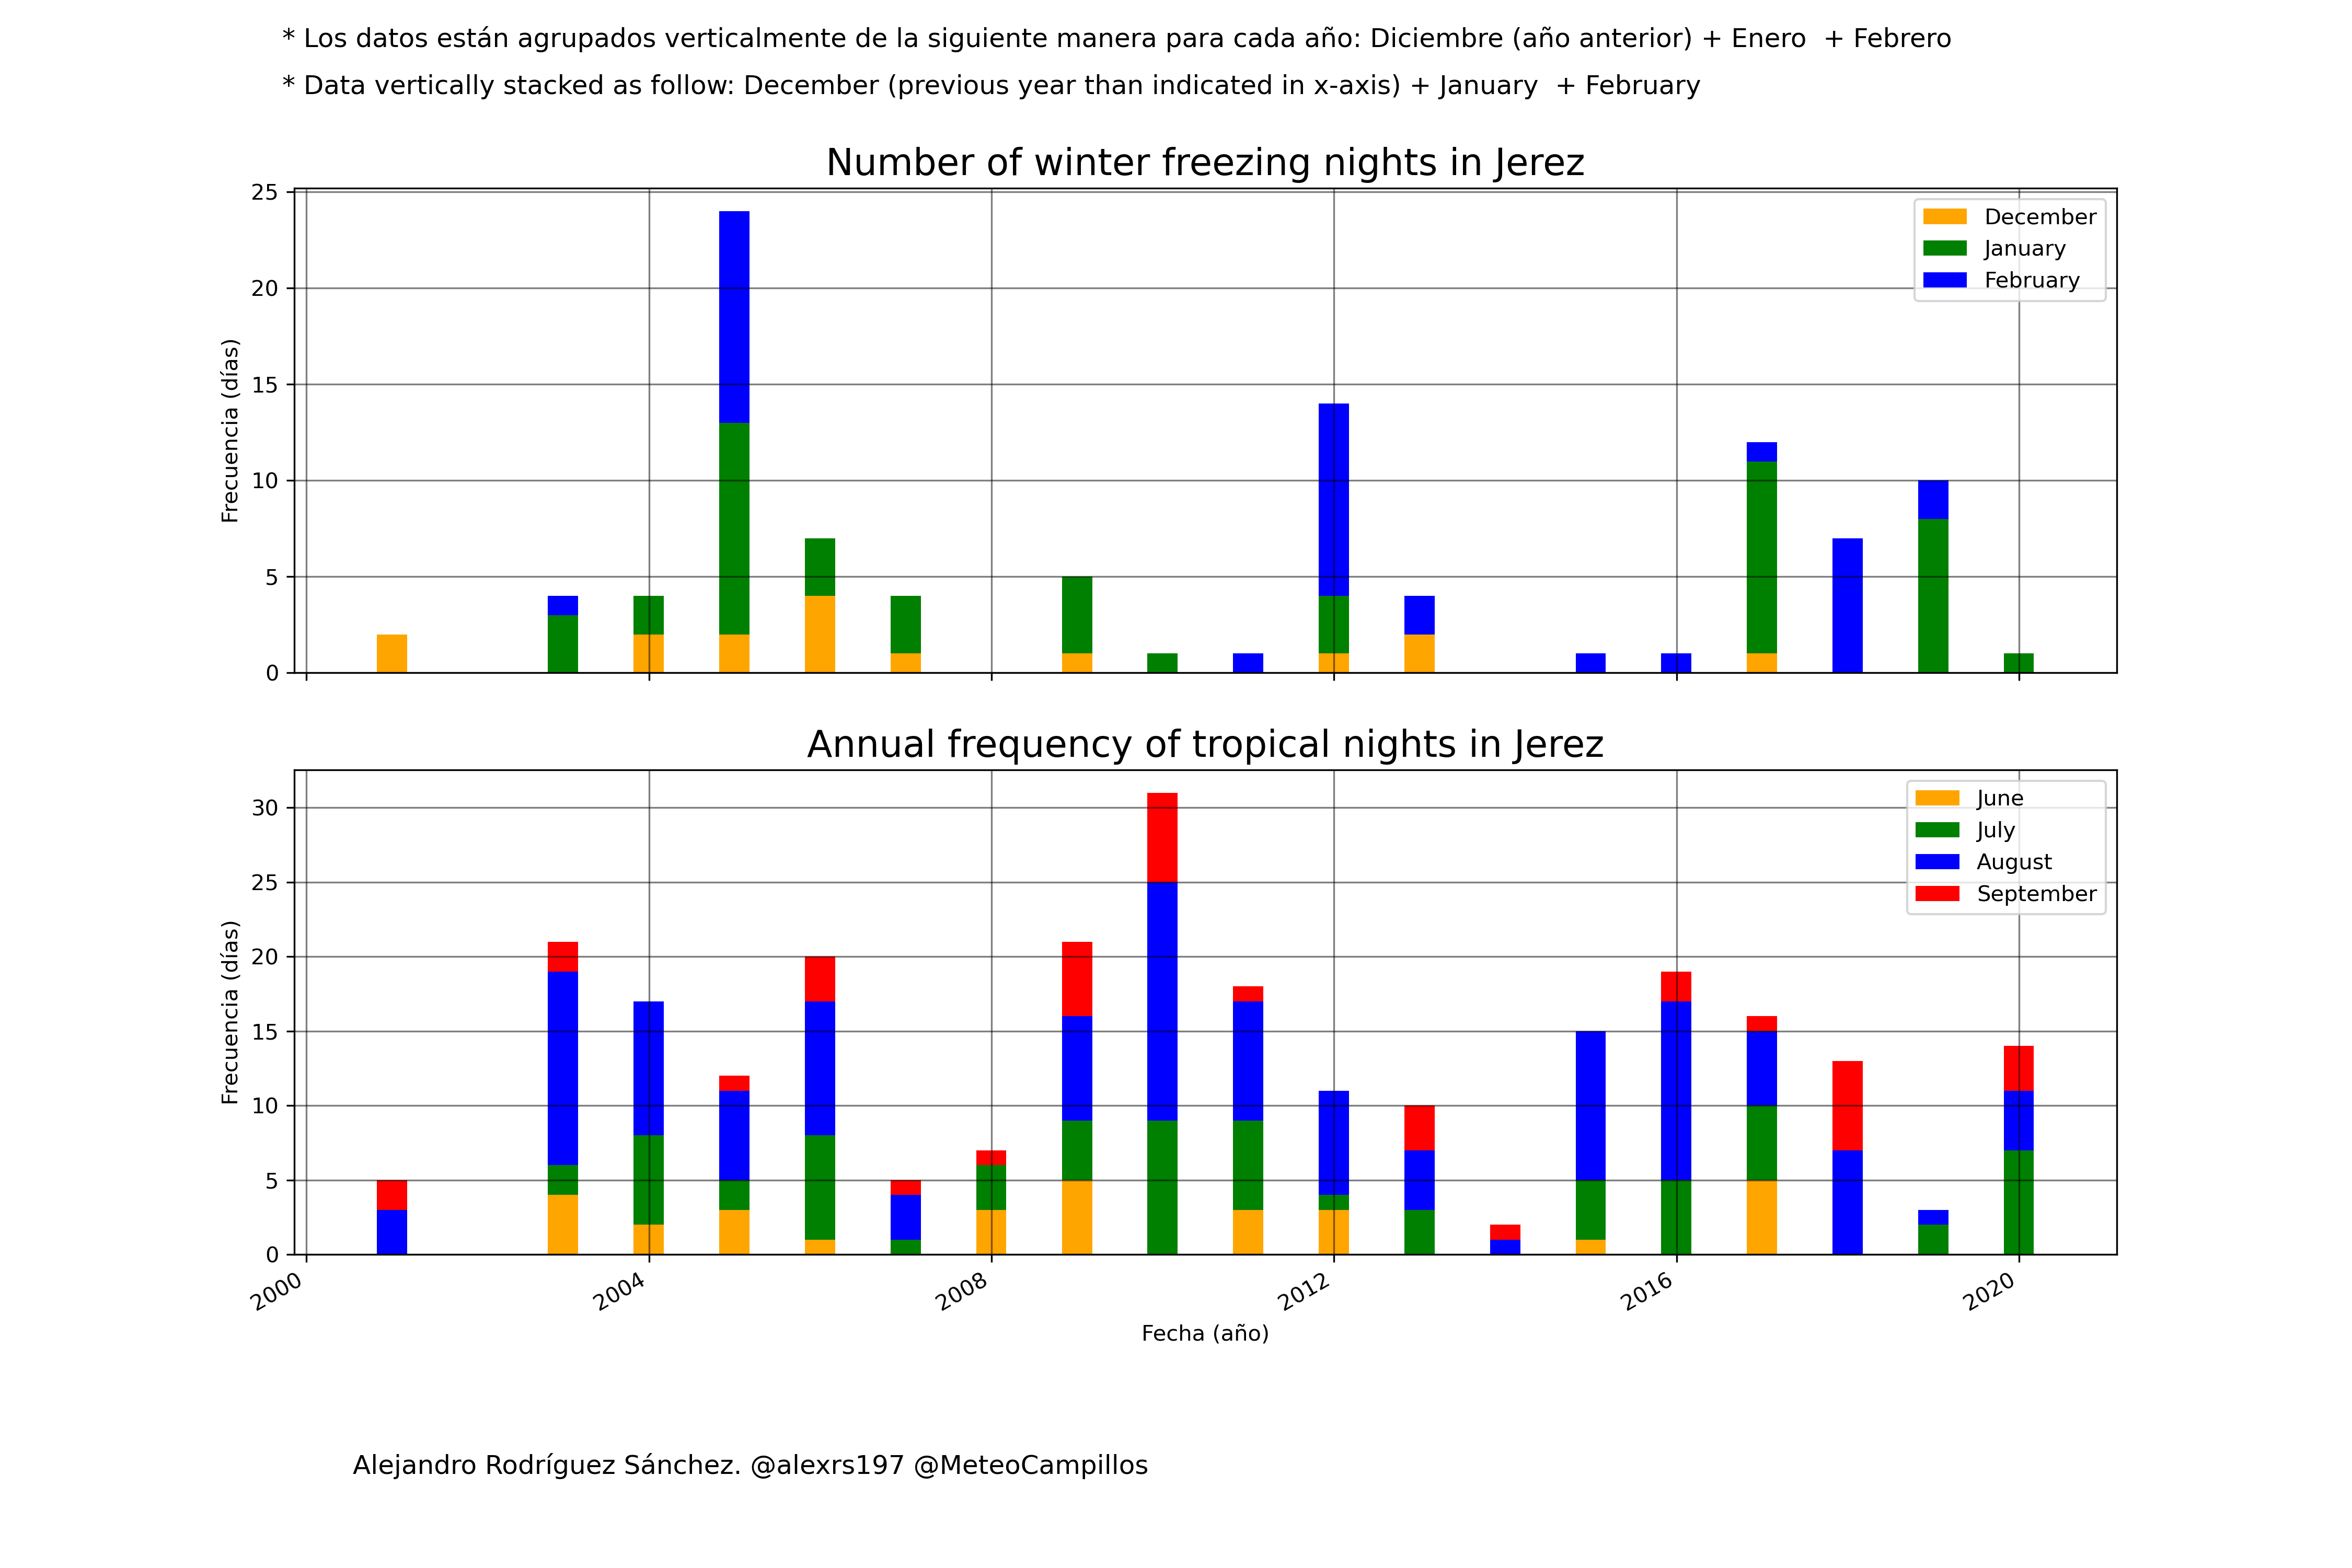 * Los datos están agrupados verticalmente de la siguiente manera para cada año: Diciembre (año anterior) + Enero  + Febrero
* Data vertically stacked as follow: December (previous year than indicated in x-axis) + January  + February
Number of winter freezing nights in Jerez
25
20
15
10
5
0
Frecuencia (días)
December
January
February
Annual frequency of tropical nights in Jerez
30
25
20
15
10
5
0
Frecuencia (días)
June
July
August
September
2000
2004
2008
2012
2016
2020
Fecha (año)
Alejandro Rodríguez Sánchez. @alexrs197 @MeteoCampillos